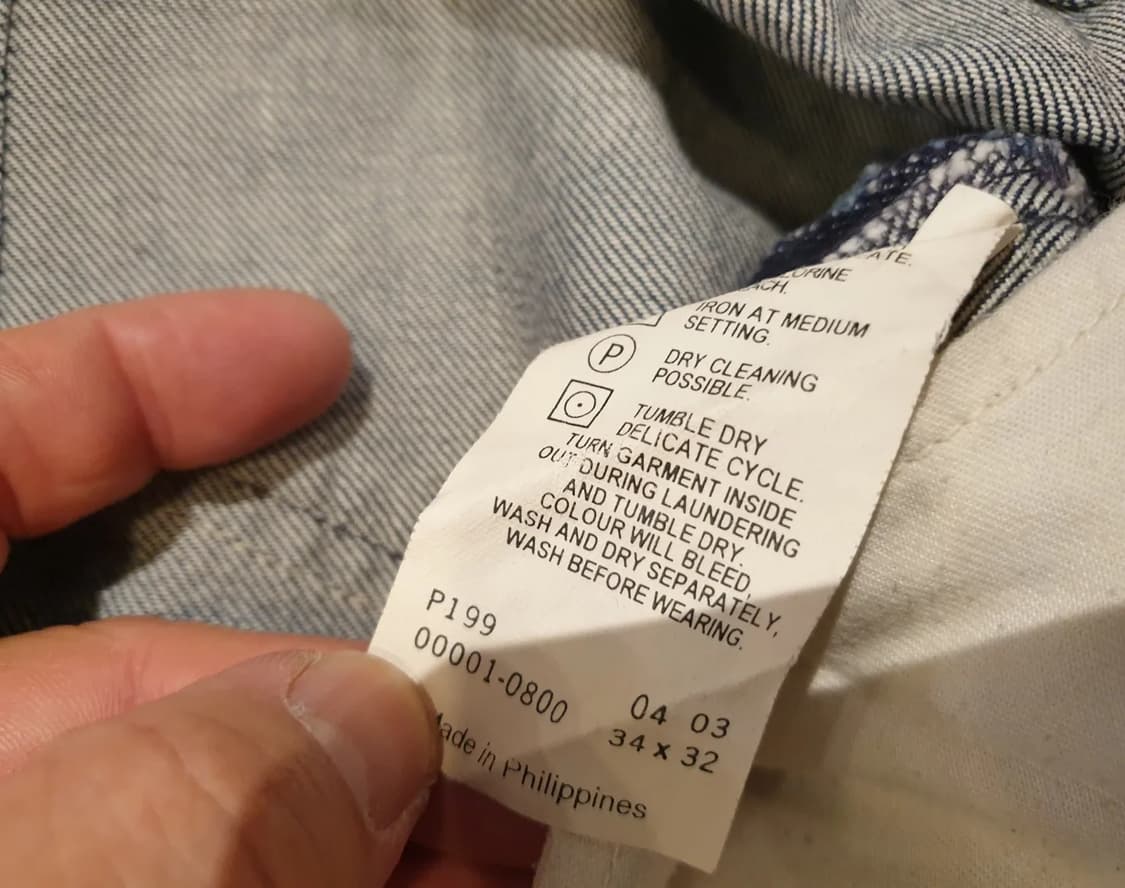 IRON AT MEDIUM
SETTING.
P
DRY CLEANING
POSSIBLE.
TUMBLE DRY
DELICATE CYCLE.
TURN GARMENT INSIDE
OUT DURING LAUNDERING
AND TUMBLE DRY.
COLOUR WILL BLEED,
WASH AND DRY SEPARATELY,
WASH BEFORE WEARING.
P199
00001-0800
04 03
34 x 32
Made in Philippines